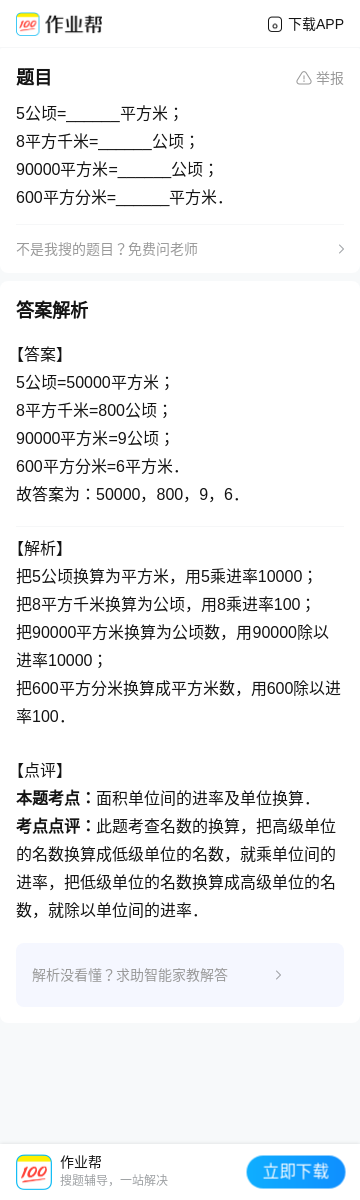 100 作业帮 下载APP
题目 举报
5公顷=______平方米；
8平方千米=______公顷；
90000平方米=______公顷；
600平方分米=______平方米．
不是我搜的题目？免费问老师
答案解析
【答案】
5公顷=50000平方米；
8平方千米=800公顷；
90000平方米=9公顷；
600平方分米=6平方米．
故答案为：50000，800，9，6．
【解析】
把5公顷换算为平方米，用5乘进率10000；
把8平方千米换算为公顷，用8乘进率100；
把90000平方米换算为公顷数，用90000除以
进率10000；
把600平方分米换算成平方米数，用600除以进
率100．
【点评】
本题考点：面积单位间的进率及单位换算．
考点点评：此题考查名数的换算，把高级单位
的名数换算成低级单位的名数，就乘单位间的
进率，把低级单位的名数换算成高级单位的名
数，就除以单位间的进率．
解析没看懂？求助智能家教解答
100 作业帮
搜题辅导，一站解决
立即下载